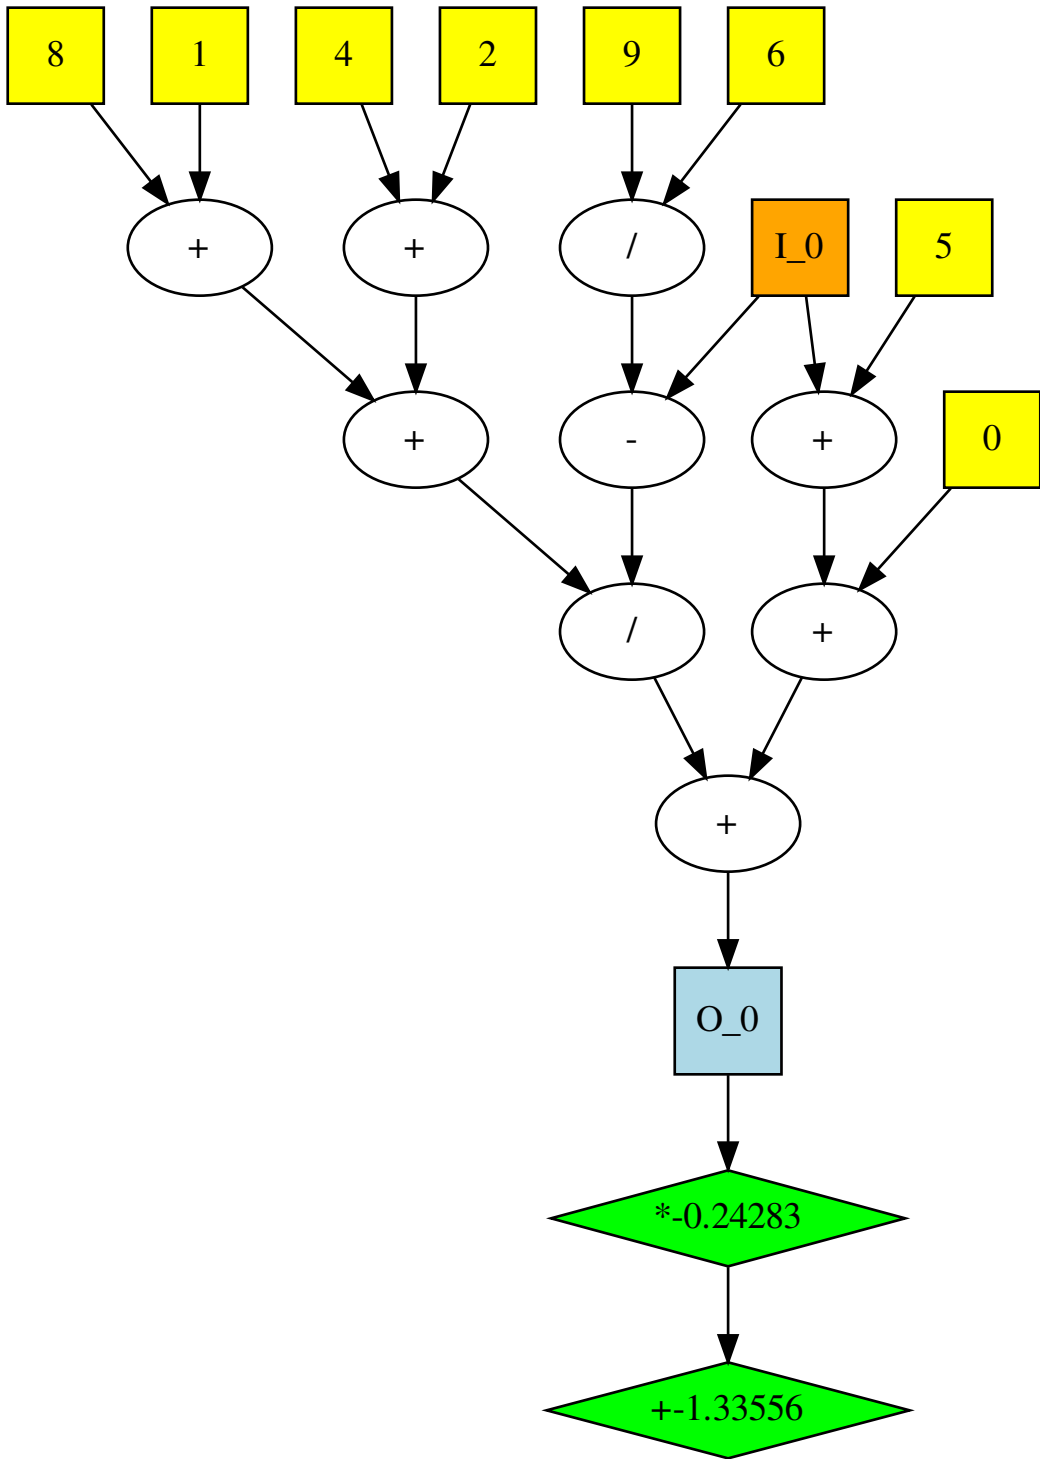 8 1 4 2 9 6
+ + / I_0 5
+ - + 0
/ +
+
O_0
*-0.24283
+-1.33556